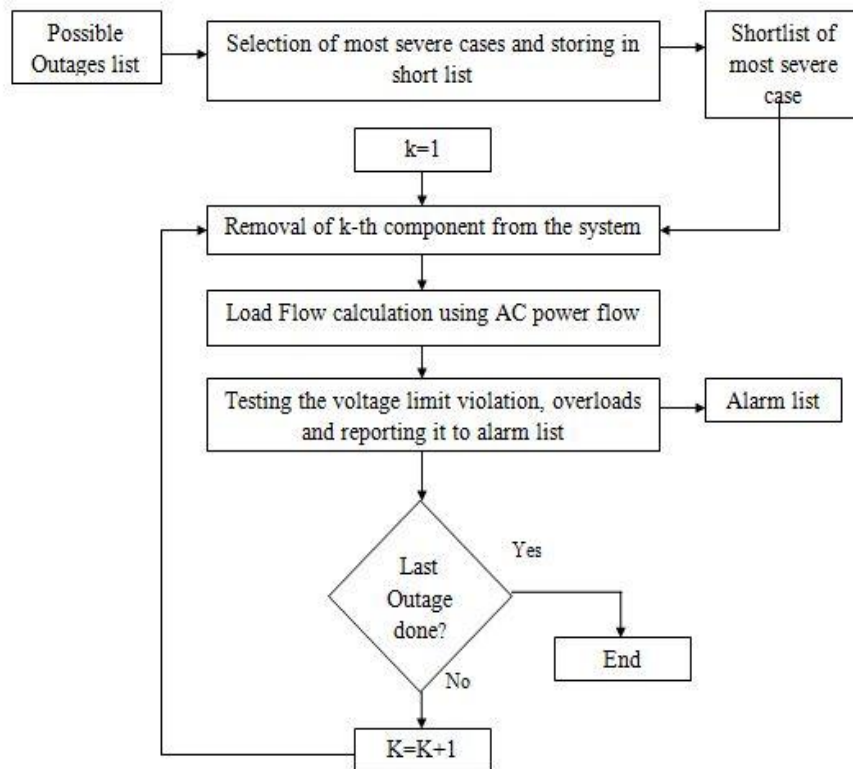 Possible
Outages list
Selection of most severe cases and storing in
short list
Shortlist of
most severe
case
k=1
Removal of k-th component from the system
Load Flow calculation using AC power flow
Testing the voltage limit violation, overloads
and reporting it to alarm list
Alarm list
Last
Outage
done?
Yes
End
No
K=K+1